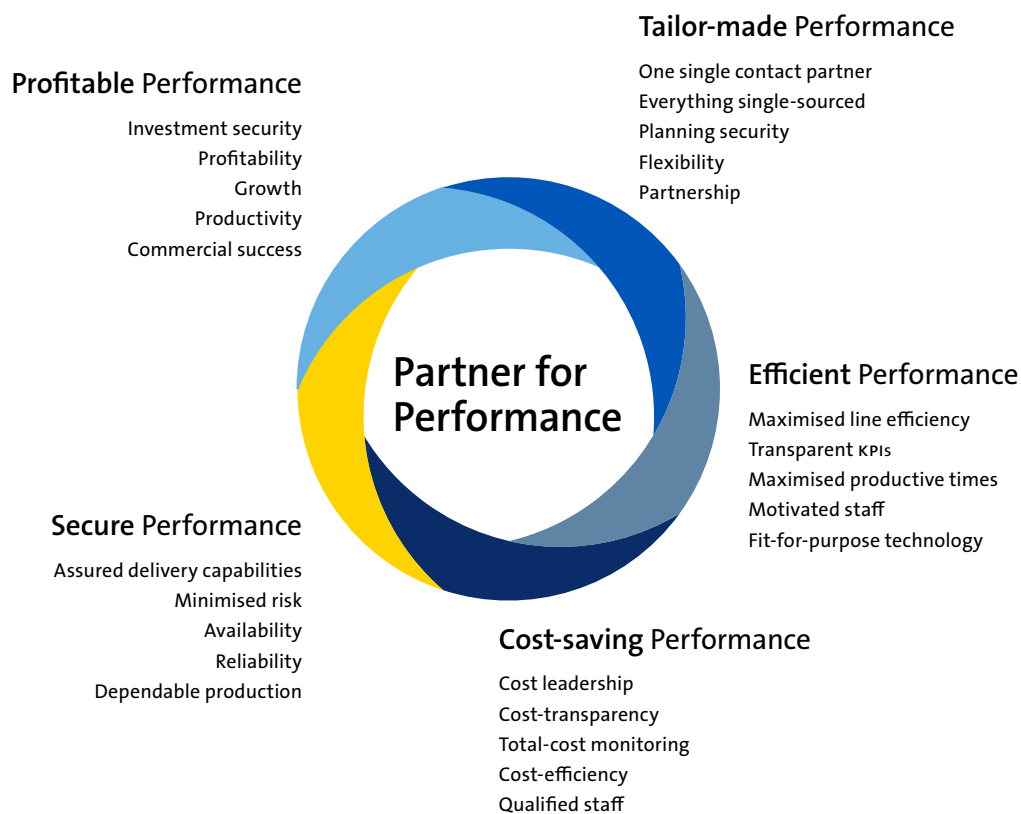 Tailor-made Performance
One single contact partner
Everything single-sourced
Planning security
Flexibility
Partnership
Profitable Performance
Investment security
Profitability
Growth
Productivity
Commercial success
Partner for
Performance
Efficient Performance
Maximised line efficiency
Transparent KPIs
Maximised productive times
Motivated staff
Fit-for-purpose technology
Secure Performance
Assured delivery capabilities
Minimised risk
Availability
Reliability
Dependable production
Cost-saving Performance
Cost leadership
Cost-transparency
Total-cost monitoring
Cost-efficiency
Qualified staff